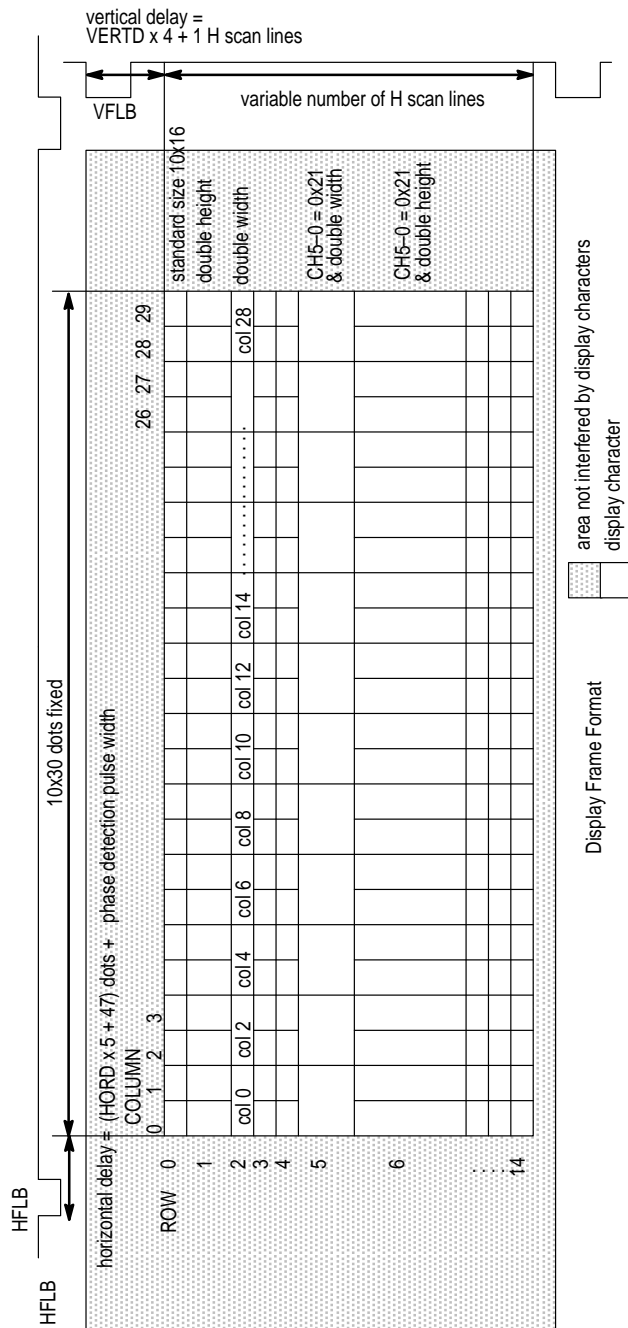 vertical delay =
VERTD x 4 + 1 H scan lines
VFLB
variable number of H scan lines
standard size 10x16
double height
double width
CH5–0 = 0x21
& double width
CH5–0 = 0x21
& double height
10x30 dots fixed
horizontal delay = (HORD x 5 + 47) dots + phase detection pulse width
COLUMN
0 1 2 3 26 27 28 29
HFLB
HFLB
ROW
0
1
2
col 0 col 2 col 4 col 6 col 8 col 10 col 12 col 14 . . . . . . . . . . . . . . . . col 28
3
4
5
6
. . . . .
14
area not interfered by display characters
display character
Display Frame Format